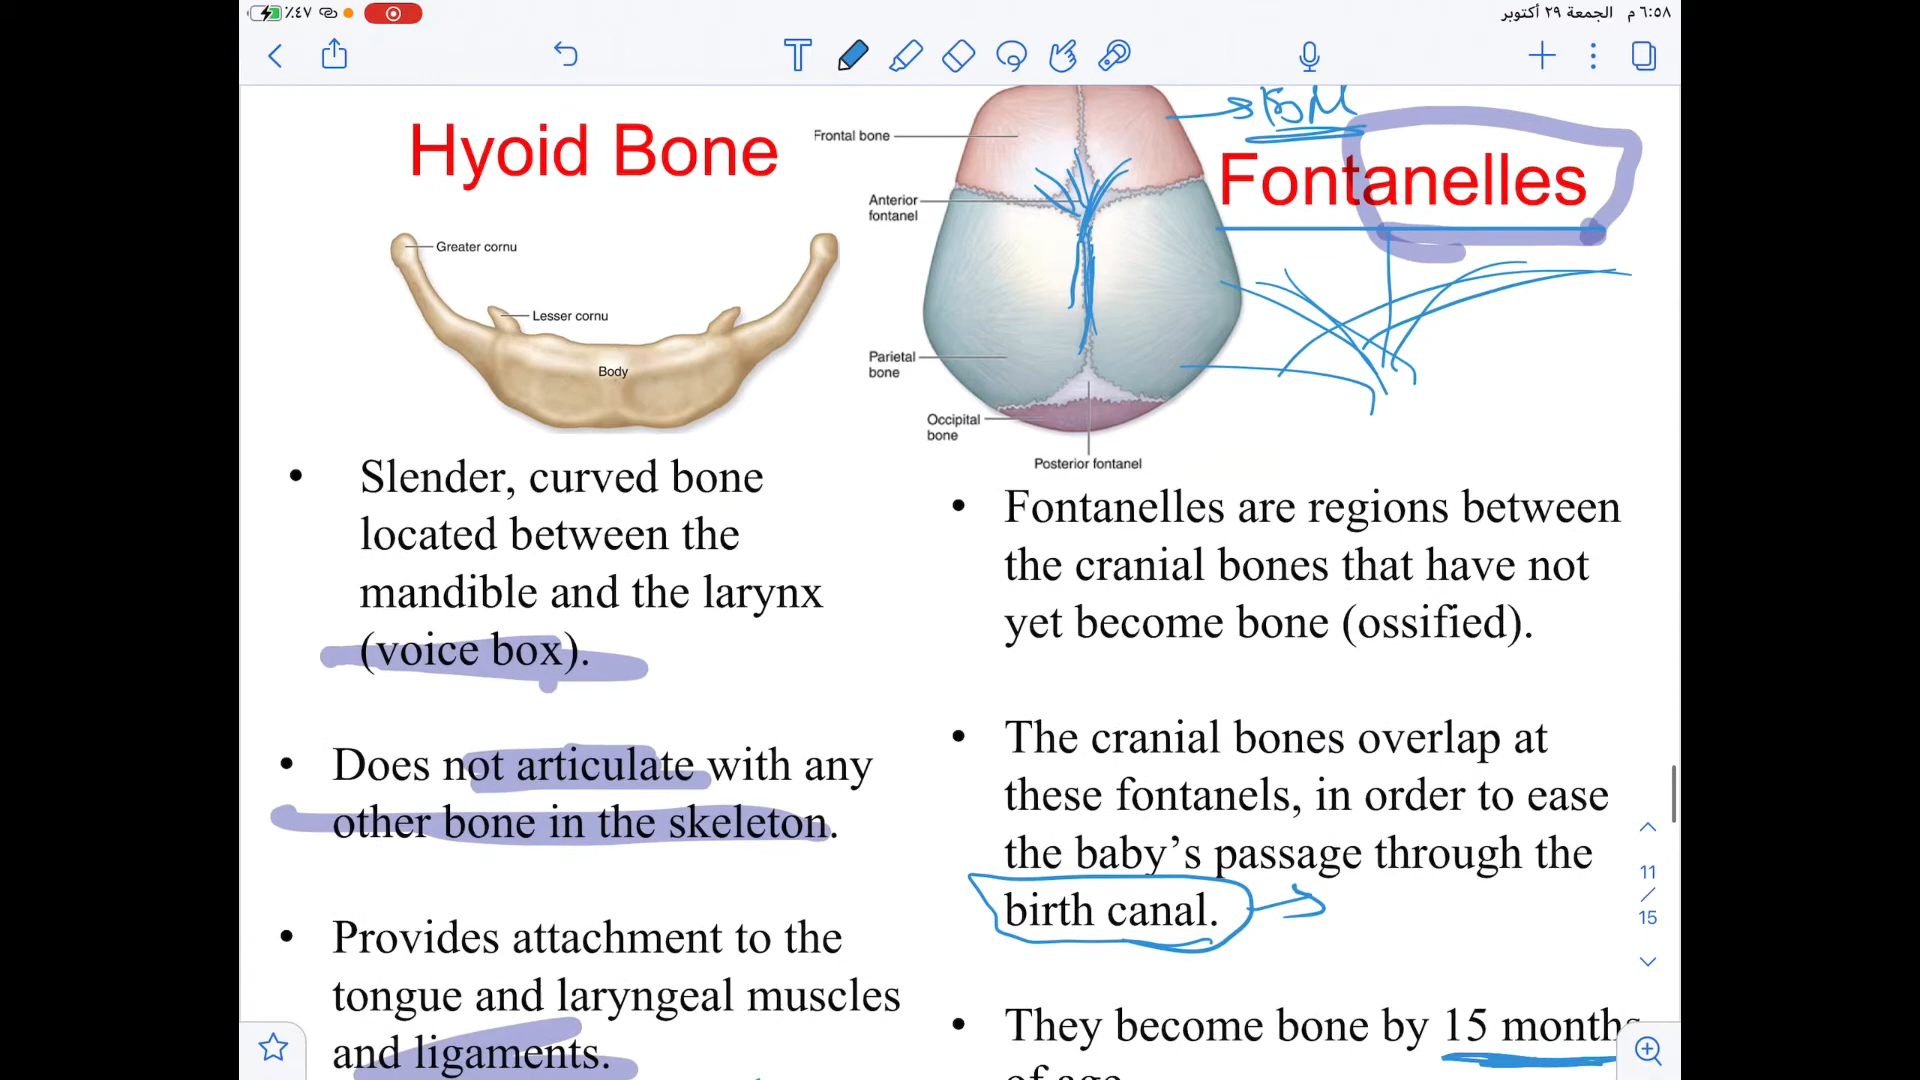 ٪٤٧
٦:٥٨ م الجمعة ٢٩ أكتوبر
Hyoid Bone
Greater cornu
Lesser cornu
Body
• Slender, curved bone
located between the
mandible and the larynx
(voice box).
• Does not articulate with any
other bone in the skeleton.
• Provides attachment to the
tongue and laryngeal muscles
and ligaments.
Frontal bone
Anterior
fontanel
Parietal
bone
Occipital
bone
Posterior fontanel
Fontanelles
• Fontanelles are regions between
the cranial bones that have not
yet become bone (ossified).
• The cranial bones overlap at
these fontanels, in order to ease
the baby’s passage through the
birth canal.
• They become bone by 15 months
of age
11
/
15